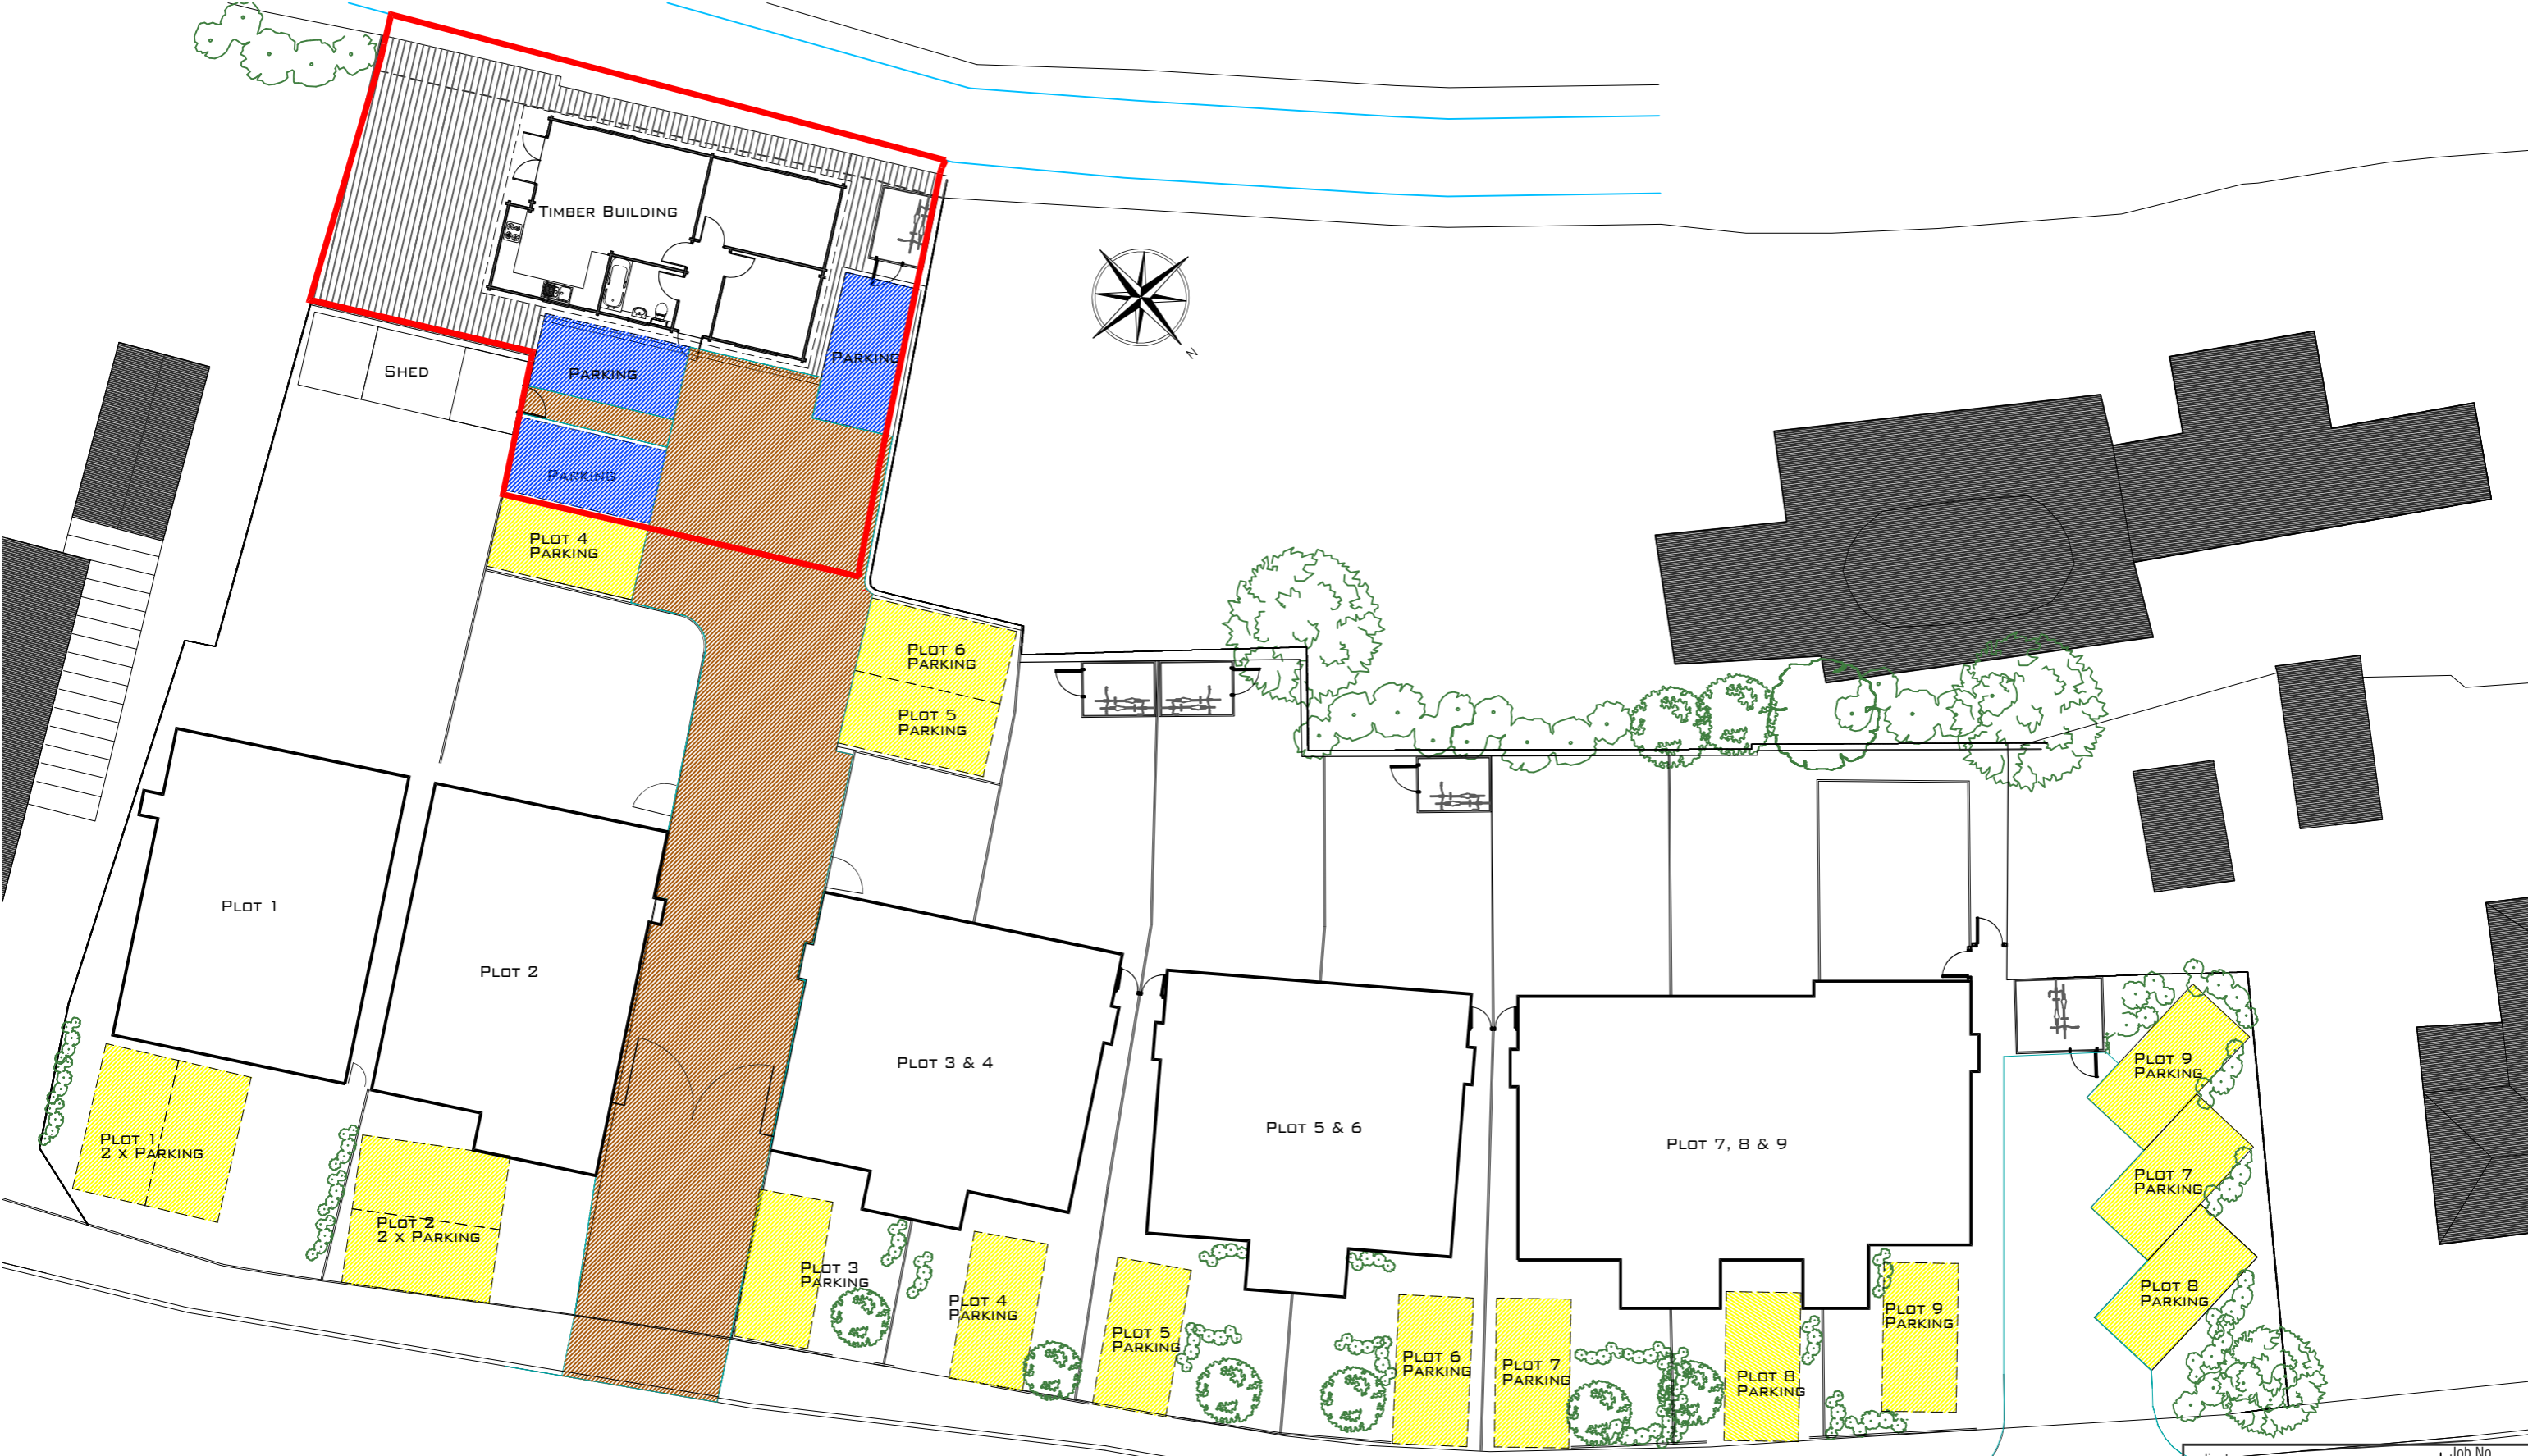 Timber Building
Parking
Shed
Parking
Parking
N
Plot 4
Parking
Plot 6
Parking
Plot 5
Parking
Plot 1
Plot 2
Plot 3 & 4
Plot 5 & 6
Plot 7, 8 & 9
Plot 9
Parking
Plot 7
Parking
Plot 8
Parking
Plot 1
2 x Parking
Plot 2
2 x Parking
Plot 3
Parking
Plot 4
Parking
Plot 5
Parking
Plot 6
Parking
Plot 7
Parking
Plot 8
Parking
Plot 9
Parking
Job No